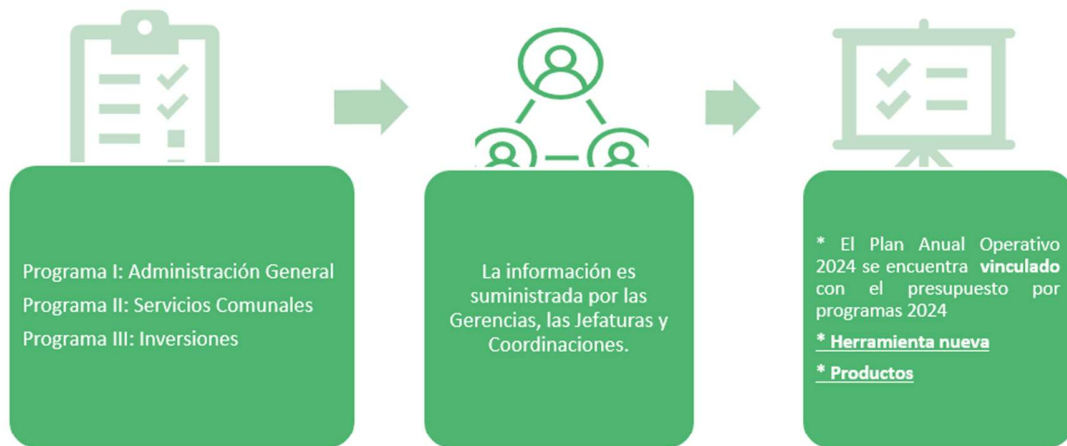 Programa I: Administración General
Programa II: Servicios Comunales
Programa III: Inversiones
La información es
suministrada por las
Gerencias, las Jefaturas y
Coordinaciones.
* El Plan Anual Operativo
2024 se encuentra vinculado
con el presupuesto por
programas 2024
* Herramienta nueva
* Productos